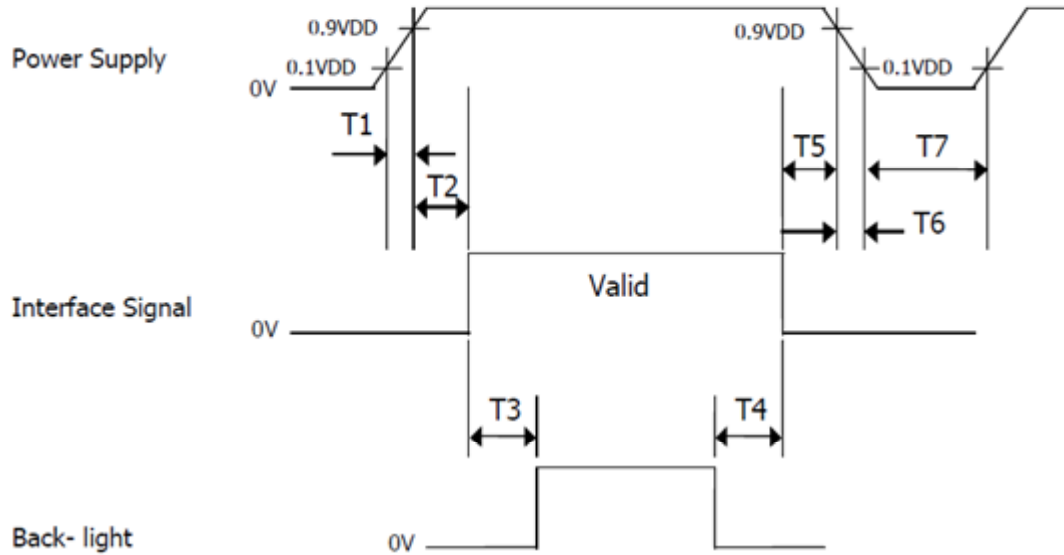 0.9VDD
0.9VDD
Power Supply
0.1VDD
0.1VDD
0V
T1
T5
T7
T2
T6
Valid
Interface Signal
0V
T3
T4
Back- light
0V